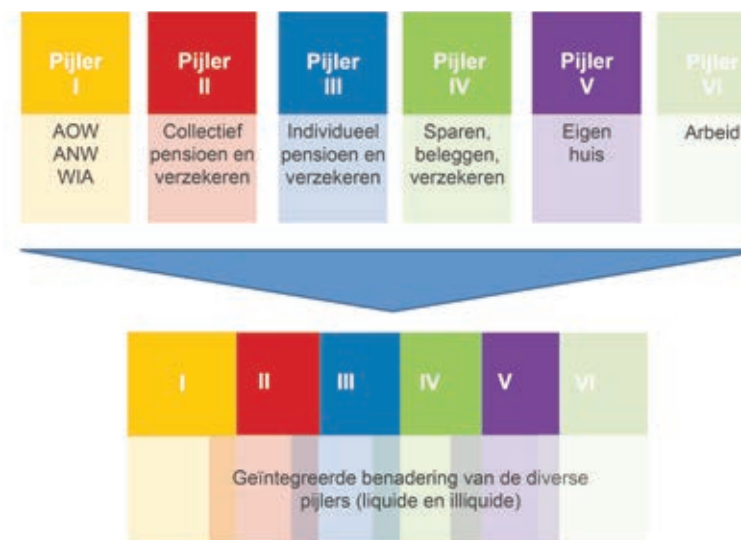 Pijler
I
Pijler
II
Pijler
III
Pijler
IV
Pijler
V
Pijler
VI
AOW
ANW
WIA
Collectief
pensioen en
verzekeren
Individueel
pensioen en
verzekeren
Sparen,
beleggen,
verzekeren
Eigen
huis
Arbeid
I
II
III
IV
V
VI
Geïntegreerde benadering van de diverse
pijlers (liquide en illiquide)